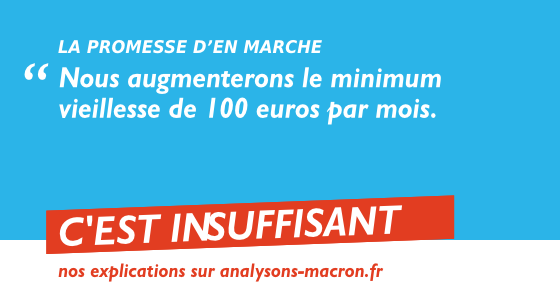 LA PROMESSE D'EN MARCHE
“ Nous augmenterons le minimum
vieillesse de 100 euros par mois.
C'EST INSUFFISANT
nos explications sur analysons-macron.fr